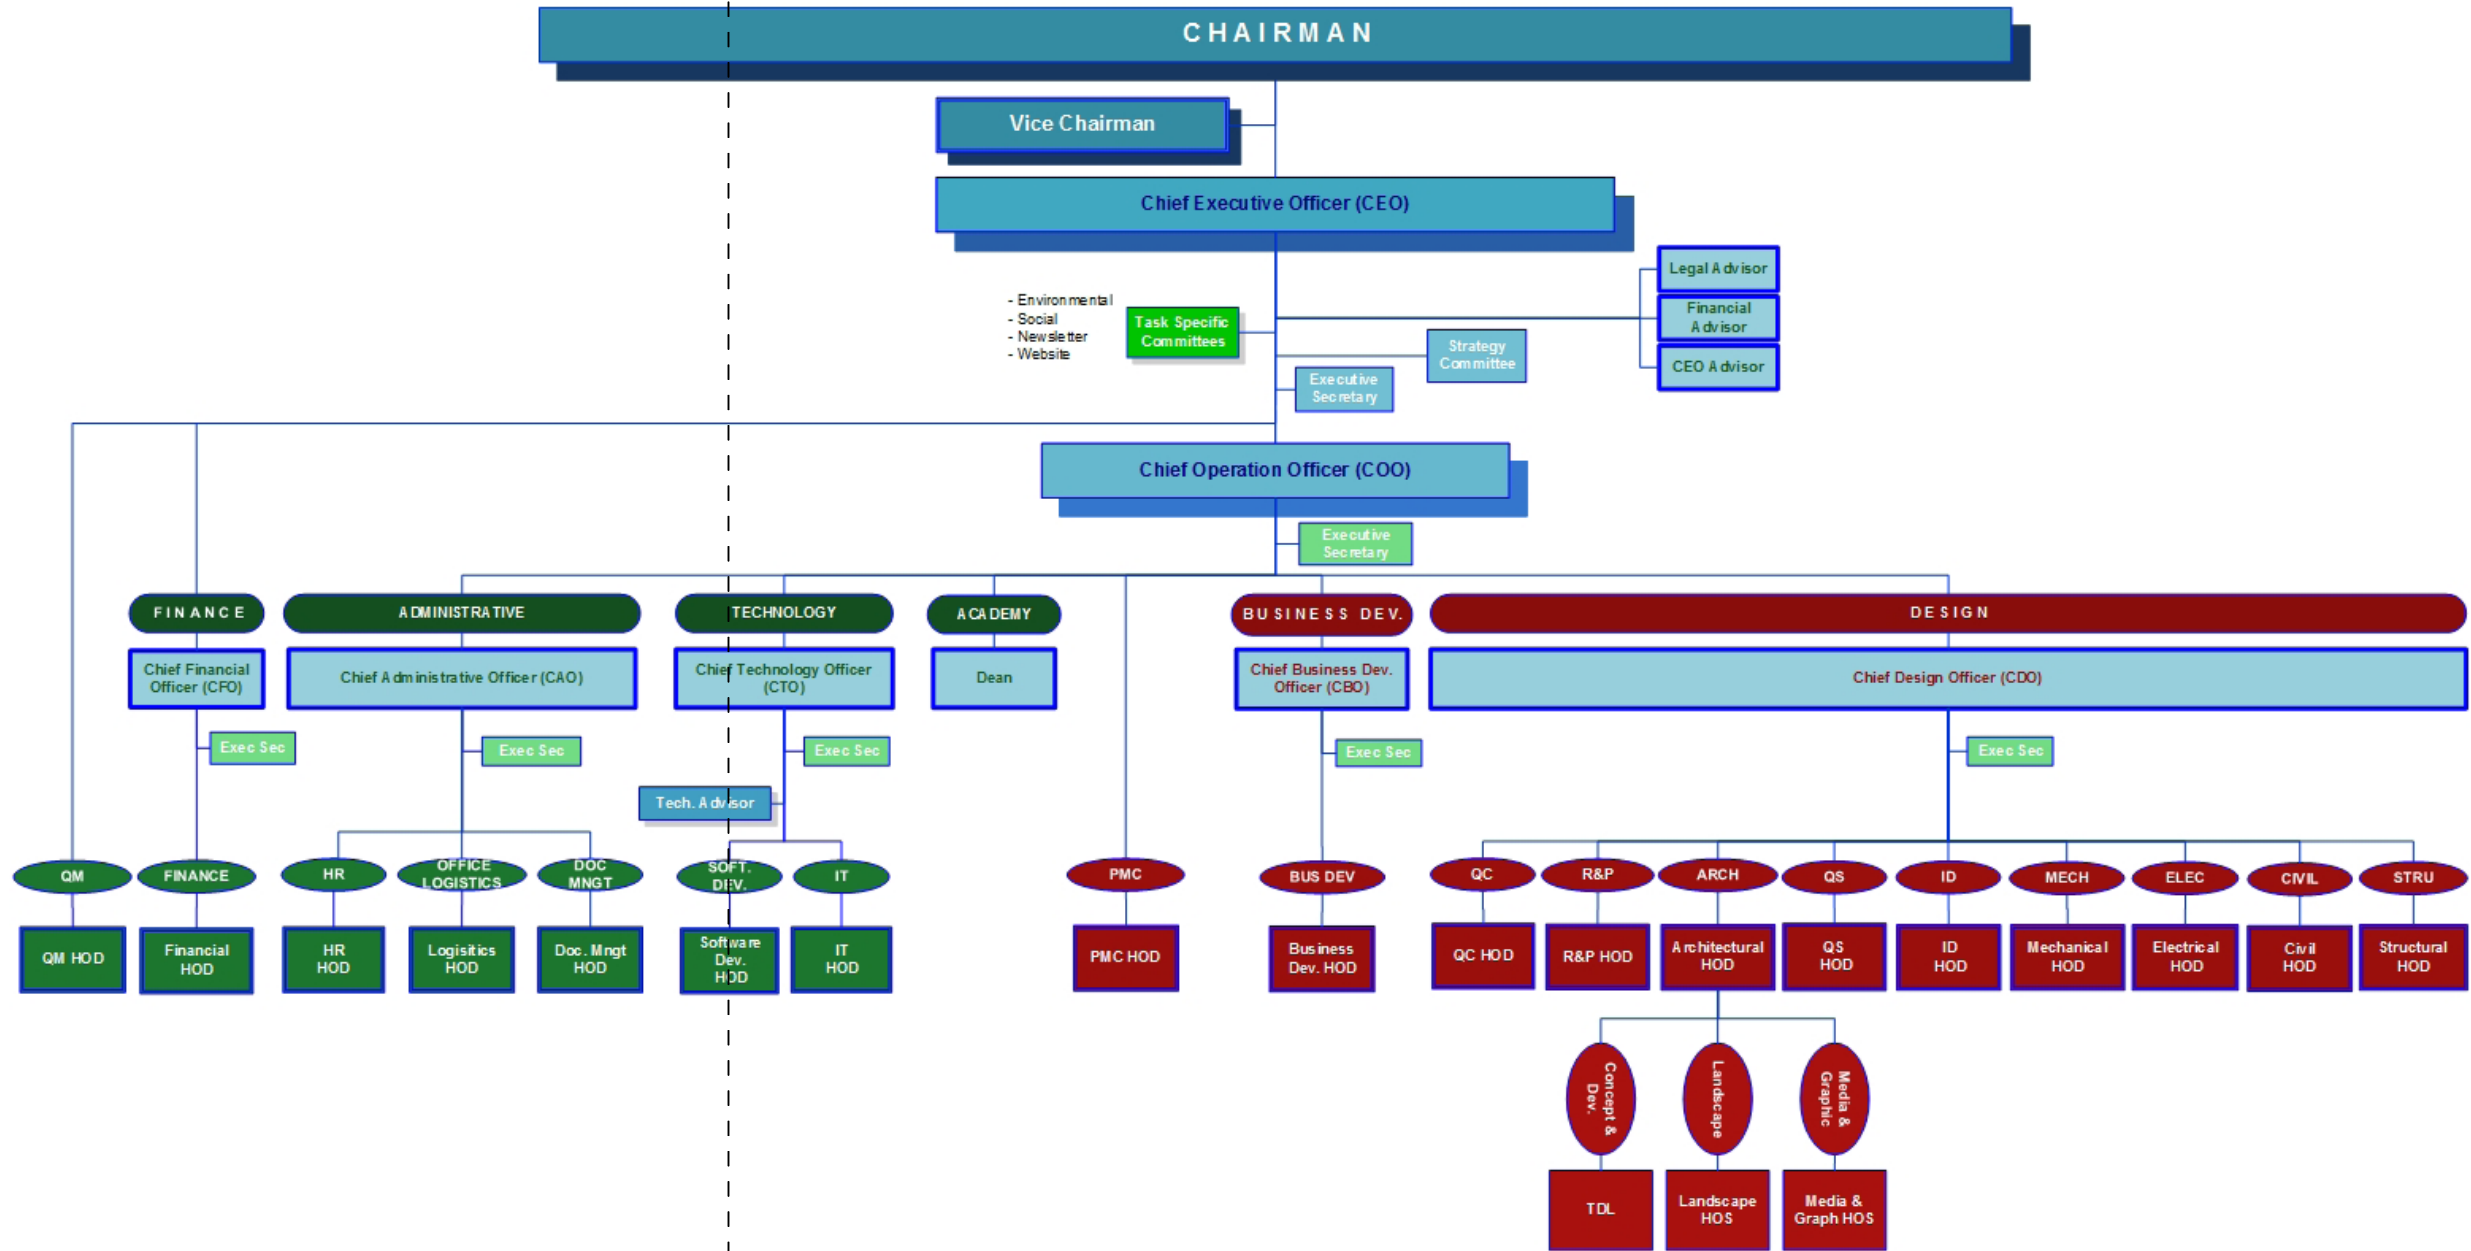 CHAIRMAN
Vice Chairman
Chief Executive Officer (CEO)
Legal Advisor
Financial
Advisor
CEO Advisor
- Environmental
- Social
- Newsletter
- Website
Task Specific
Committees
Strategy
Committee
Executive
Secretary
Chief Operation Officer (COO)
Executive
Secretary
FINANCE
ADMINISTRATIVE
TECHNOLOGY
ACADEMY
BUSINESS DEV.
DESIGN
Chief Financial
Officer (CFO)
Chief Administrative Officer (CAO)
Chief Technology Officer
(CTO)
Dean
Chief Business Dev.
Officer (CBO)
Chief Design Officer (CDO)
Exec Sec
Exec Sec
Exec Sec
Exec Sec
Exec Sec
Tech. Advisor
QM
FINANCE
HR
OFFICE
LOGISTICS
DOC
MNGT
SOFT.
DEV.
IT
PMC
BUS DEV
QC
R&P
ARCH
QS
ID
MECH
ELEC
CIVIL
STRU
QM HOD
Financial
HOD
HR
HOD
Logisitics
HOD
Doc. Mngt
HOD
Software
Dev.
HOD
IT
HOD
PMC HOD
Business
Dev. HOD
QC HOD
R&P HOD
Architectural
HOD
QS
HOD
ID
HOD
Mechanical
HOD
Electrical
HOD
Civil
HOD
Structural
HOD
Concept &
Dev.
Landscape
Media &
Graphic
TDL
Landscape
HOS
Media &
Graph HOS